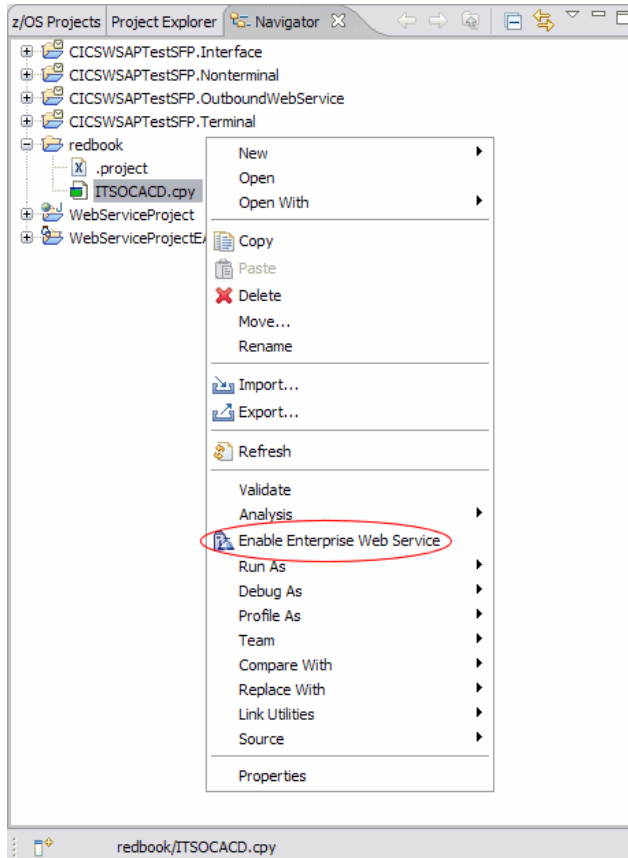 z/OS Projects Project Explorer Navigator
CICSWSAPTestSFP.Interface
CICSWSAPTestSFP.Nonterminal
CICSWSAPTestSFP.OutboundWebService
CICSWSAPTestSFP.Terminal
redbook
.project
ITSOCACD.cpy
WebServiceProject
WebServiceProjectEA
New
Open
Open With
Copy
Paste
Delete
Move...
Rename
Import...
Export...
Refresh
Validate
Analysis
Enable Enterprise Web Service
Run As
Debug As
Profile As
Team
Compare With
Replace With
Link Utilities
Source
Properties
redbook/ITSOCACD.cpy